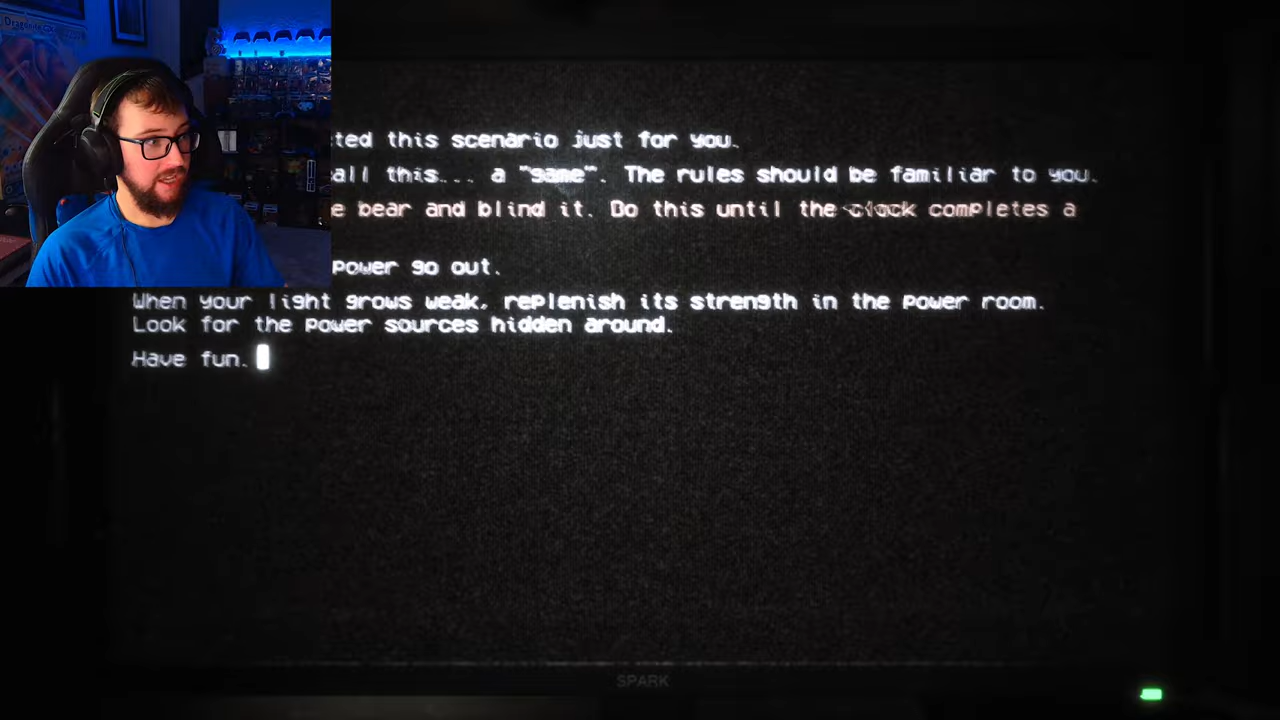 ted this scenario just for you.
all this... a "game". The rules should be familiar to you.
e bear and blind it. Do this until the clock completes a
power go out.
When your light grows weak, replenish its strength in the power room.
Look for the power sources hidden around.
Have fun.
SPARK